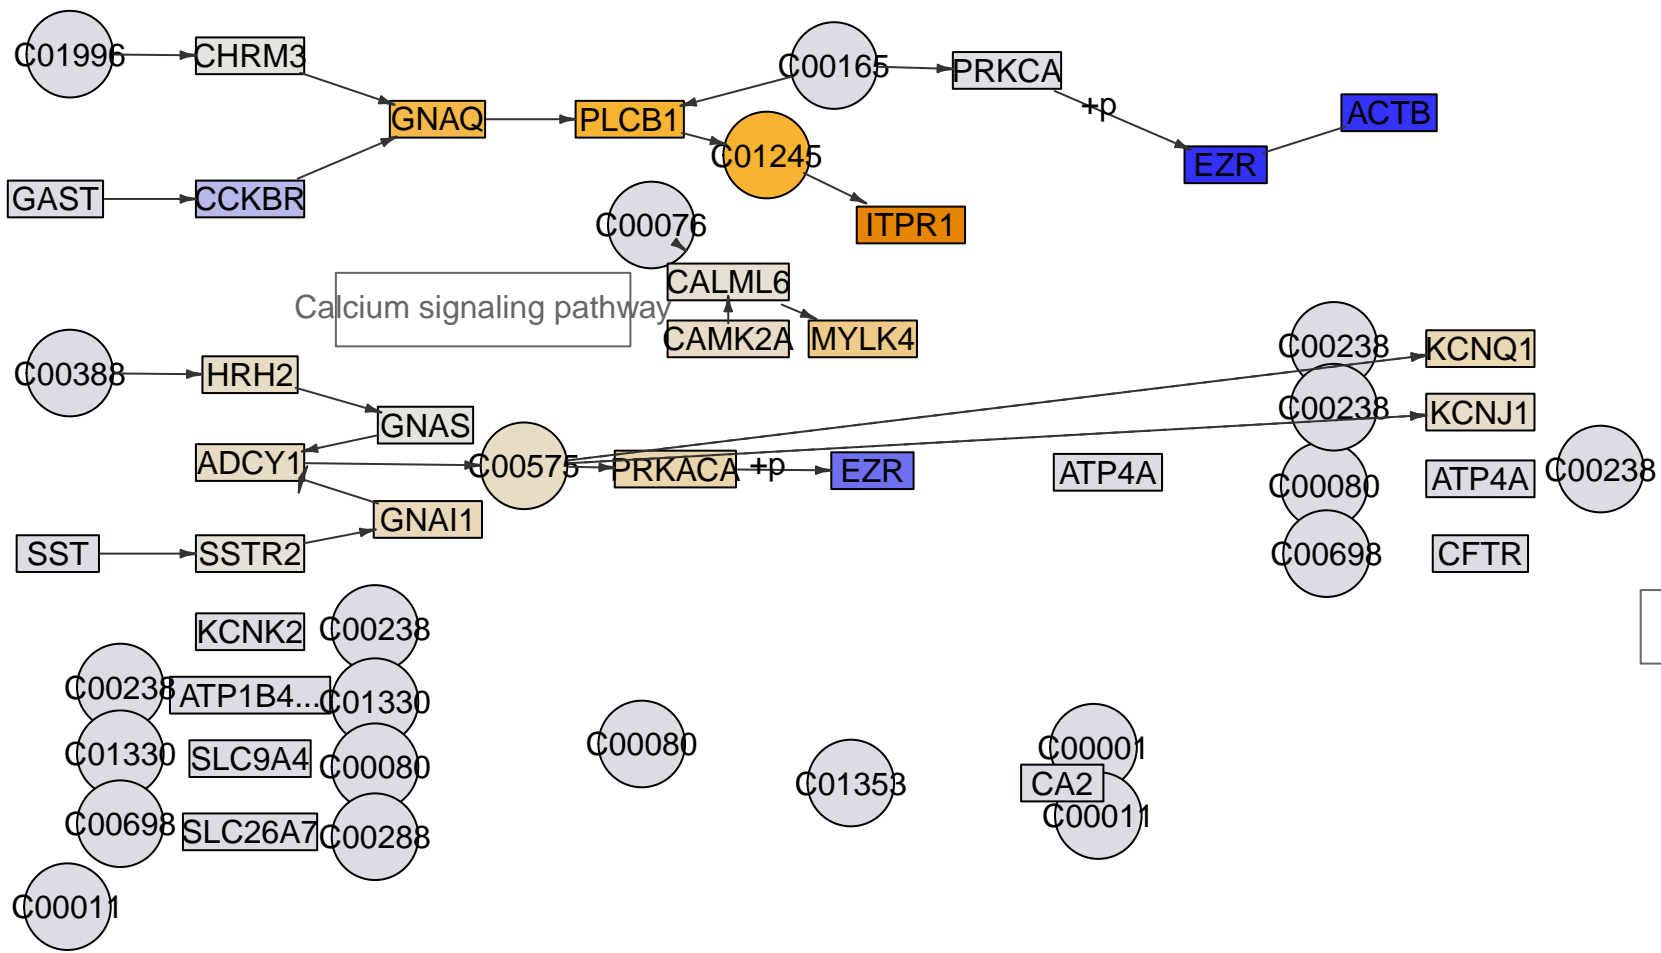 C01996
CHRM3
C00165
PRKCA
+p
ACTB
GNAQ
PLCB1
C01245
EZR
GAST
CCKBR
C00076
ITPR1
CALML6
Calcium signaling pathway
CAMK2A
MYLK4
C00238
KCNQ1
C00388
HRH2
C00238
KCNJ1
GNAS
ADCY1
C00575
PRKACA
+p
EZR
ATP4A
C00080
ATP4A
C00238
GNAI1
SST
SSTR2
C00698
CFTR
KCNK2
C00238
C00238
ATP1B4...
C01330
C01330
SLC9A4
C00080
C00080
C01353
C00001
CA2
C00011
C00698
SLC26A7
C00288
C00011